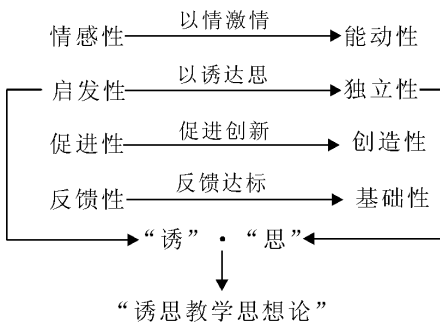 情感性 以情激情 能动性
启发性 以诱达思 独立性
促进性 促进创新 创造性
反馈性 反馈达标 基础性
“诱”·“思”
“诱思教学思想论”